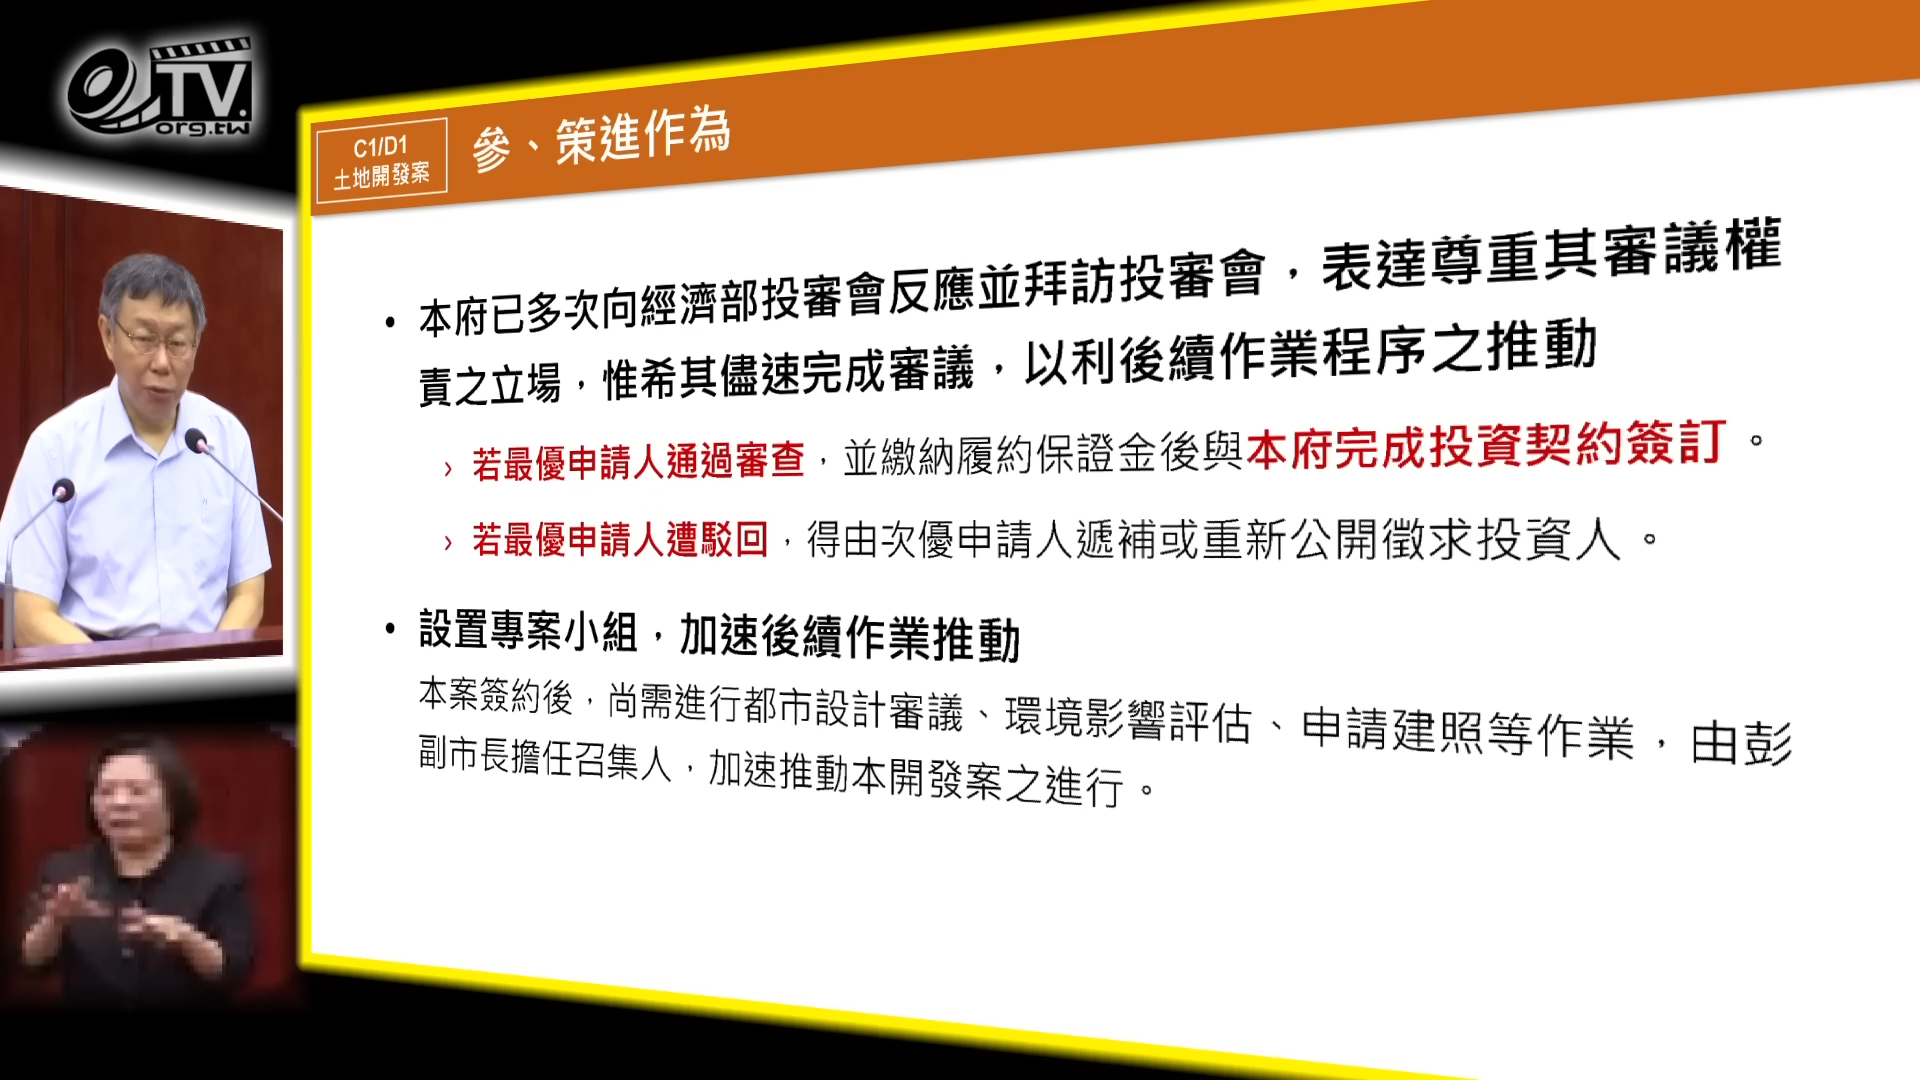 TV.
org.tw
C1/D1
土地開發案
參、策進作為
• 本府已多次向經濟部投審會反應並拜訪投審會，表達尊重其審議權
責之立場，惟希其儘速完成審議，以利後續作業程序之推動
› 若最優申請人通過審查，並繳納履約保證金後與本府完成投資契約簽訂。
› 若最優申請人遭駁回，得由次優申請人遞補或重新公開徵求投資人。
• 設置專案小組，加速後續作業推動
本案簽約後，尚需進行都市設計審議、環境影響評估、申請建照等作業，由彭
副市長擔任召集人，加速推動本開發案之進行。